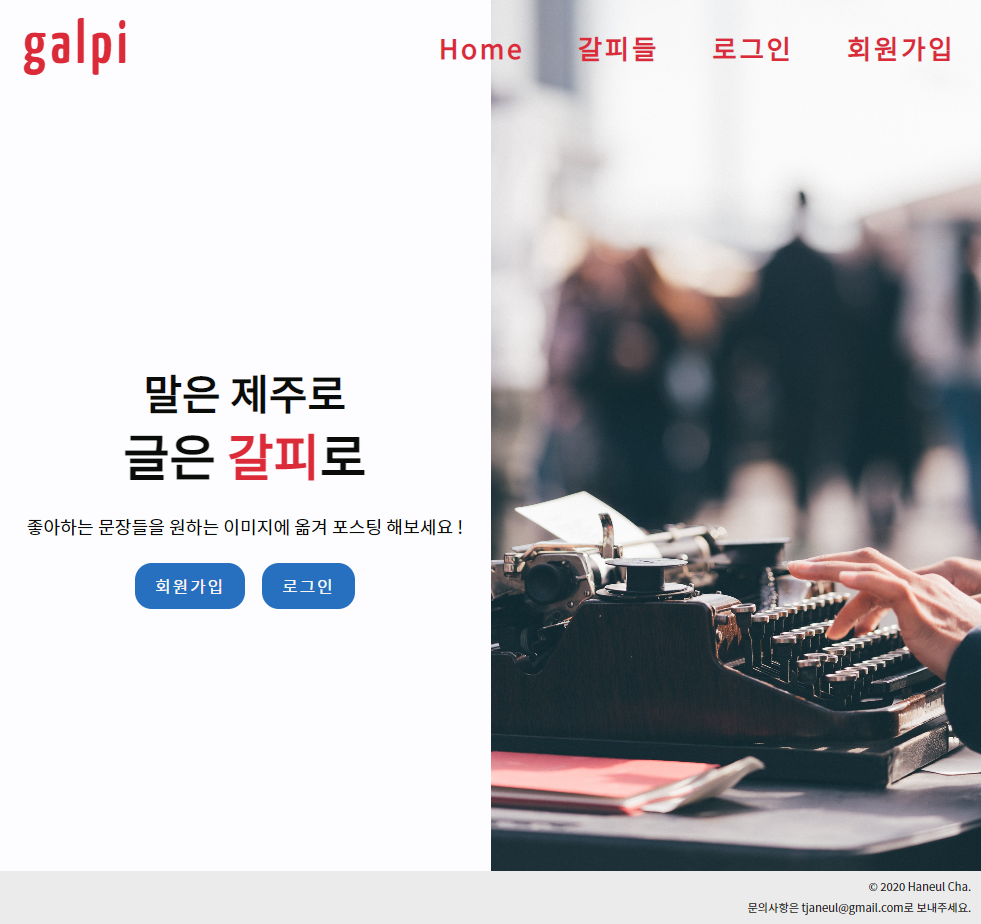 galpi
Home 갈피들 로그인 회원가입
말은 제주로
글은 갈피로
좋아하는 문장들을 원하는 이미지에 옮겨 포스팅 해보세요 !
회원가입 로그인
© 2020 Haneul Cha.
문의사항은 tjaneul@gmail.com로 보내주세요.